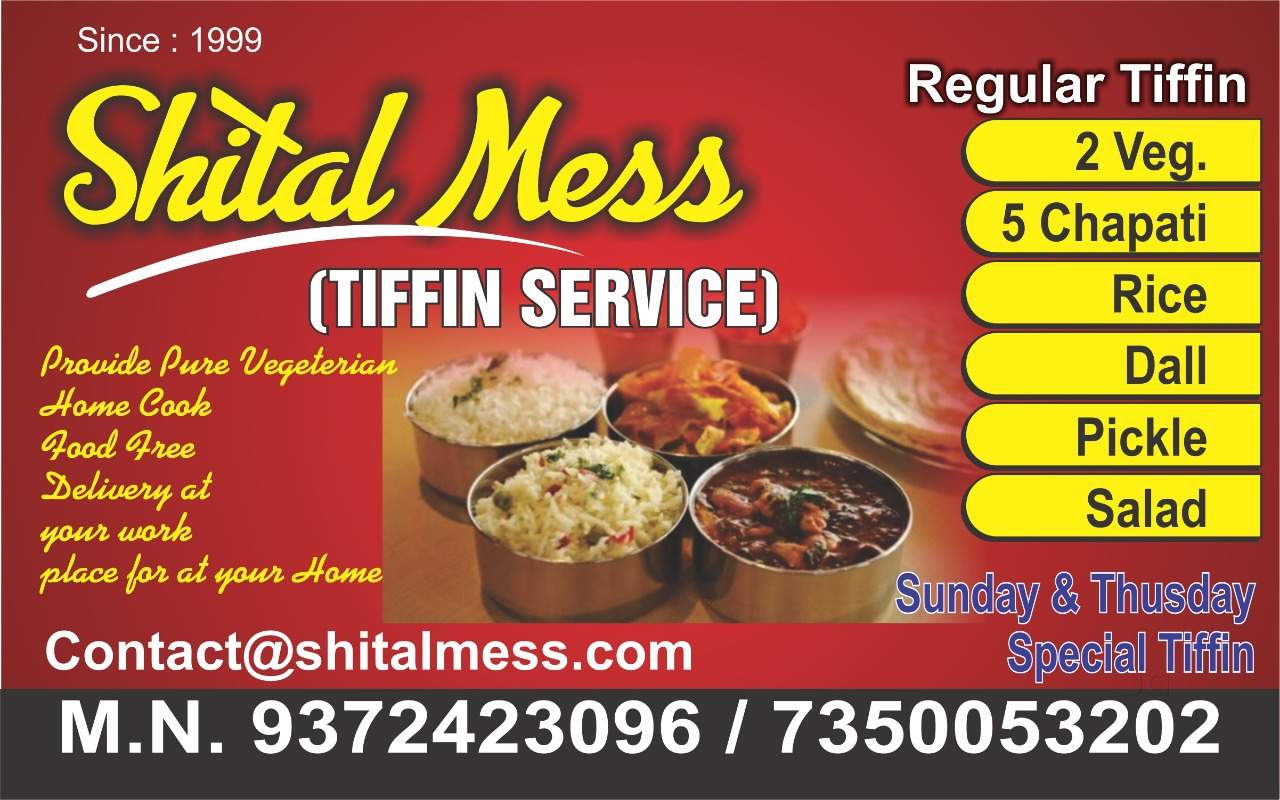 Since : 1999
Shital Mess
(TIFFIN SERVICE)
Provide Pure Vegeterian
Home Cook
Food Free
Delivery at
your work
place for at your Home
Contact@shitalmess.com
Regular Tiffin
2 Veg.
5 Chapati
Rice
Dall
Pickle
Salad
Sunday & Thusday
Special Tiffin
M.N. 9372423096 / 7350053202